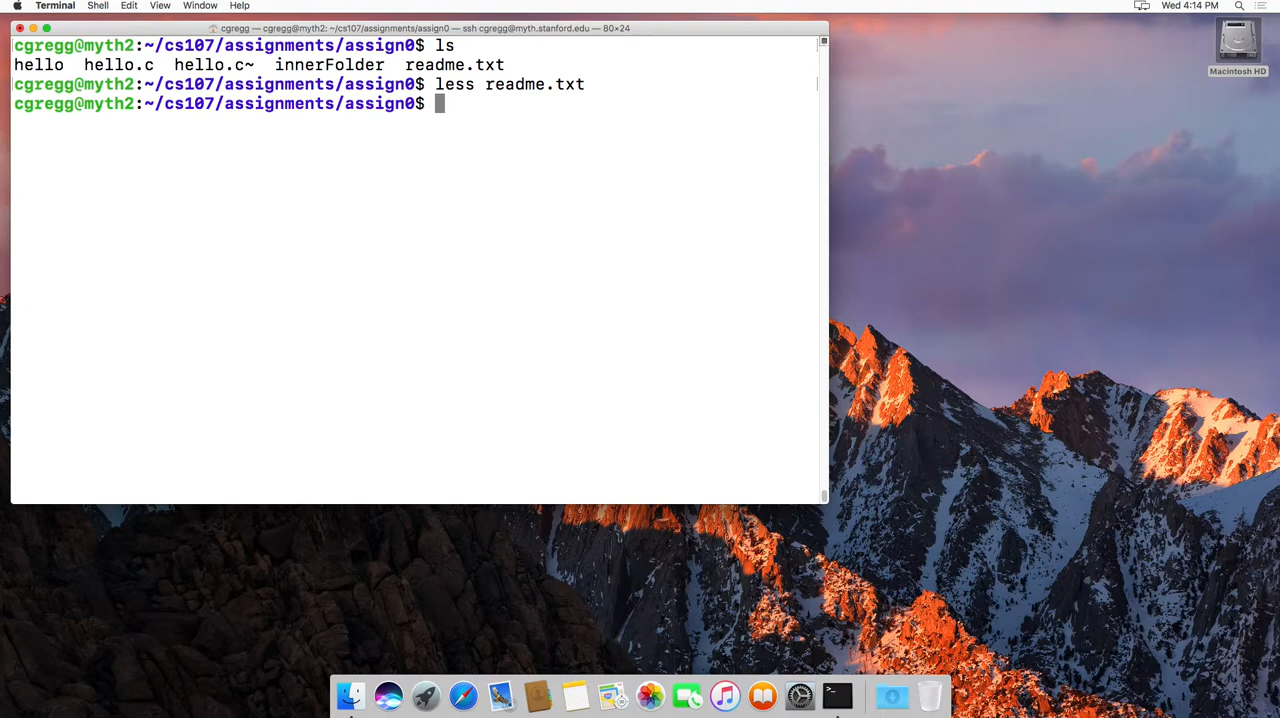 Terminal Shell Edit View Window Help Wed 4:14 PM
cgregg — cgregg@myth2: ~/cs107/assignments/assign0 — ssh cgregg@myth.stanford.edu — 80×24
cgregg@myth2:~/cs107/assignments/assign0$ ls
hello hello.c hello.c~ innerFolder readme.txt
cgregg@myth2:~/cs107/assignments/assign0$ less readme.txt
cgregg@myth2:~/cs107/assignments/assign0$
Macintosh HD